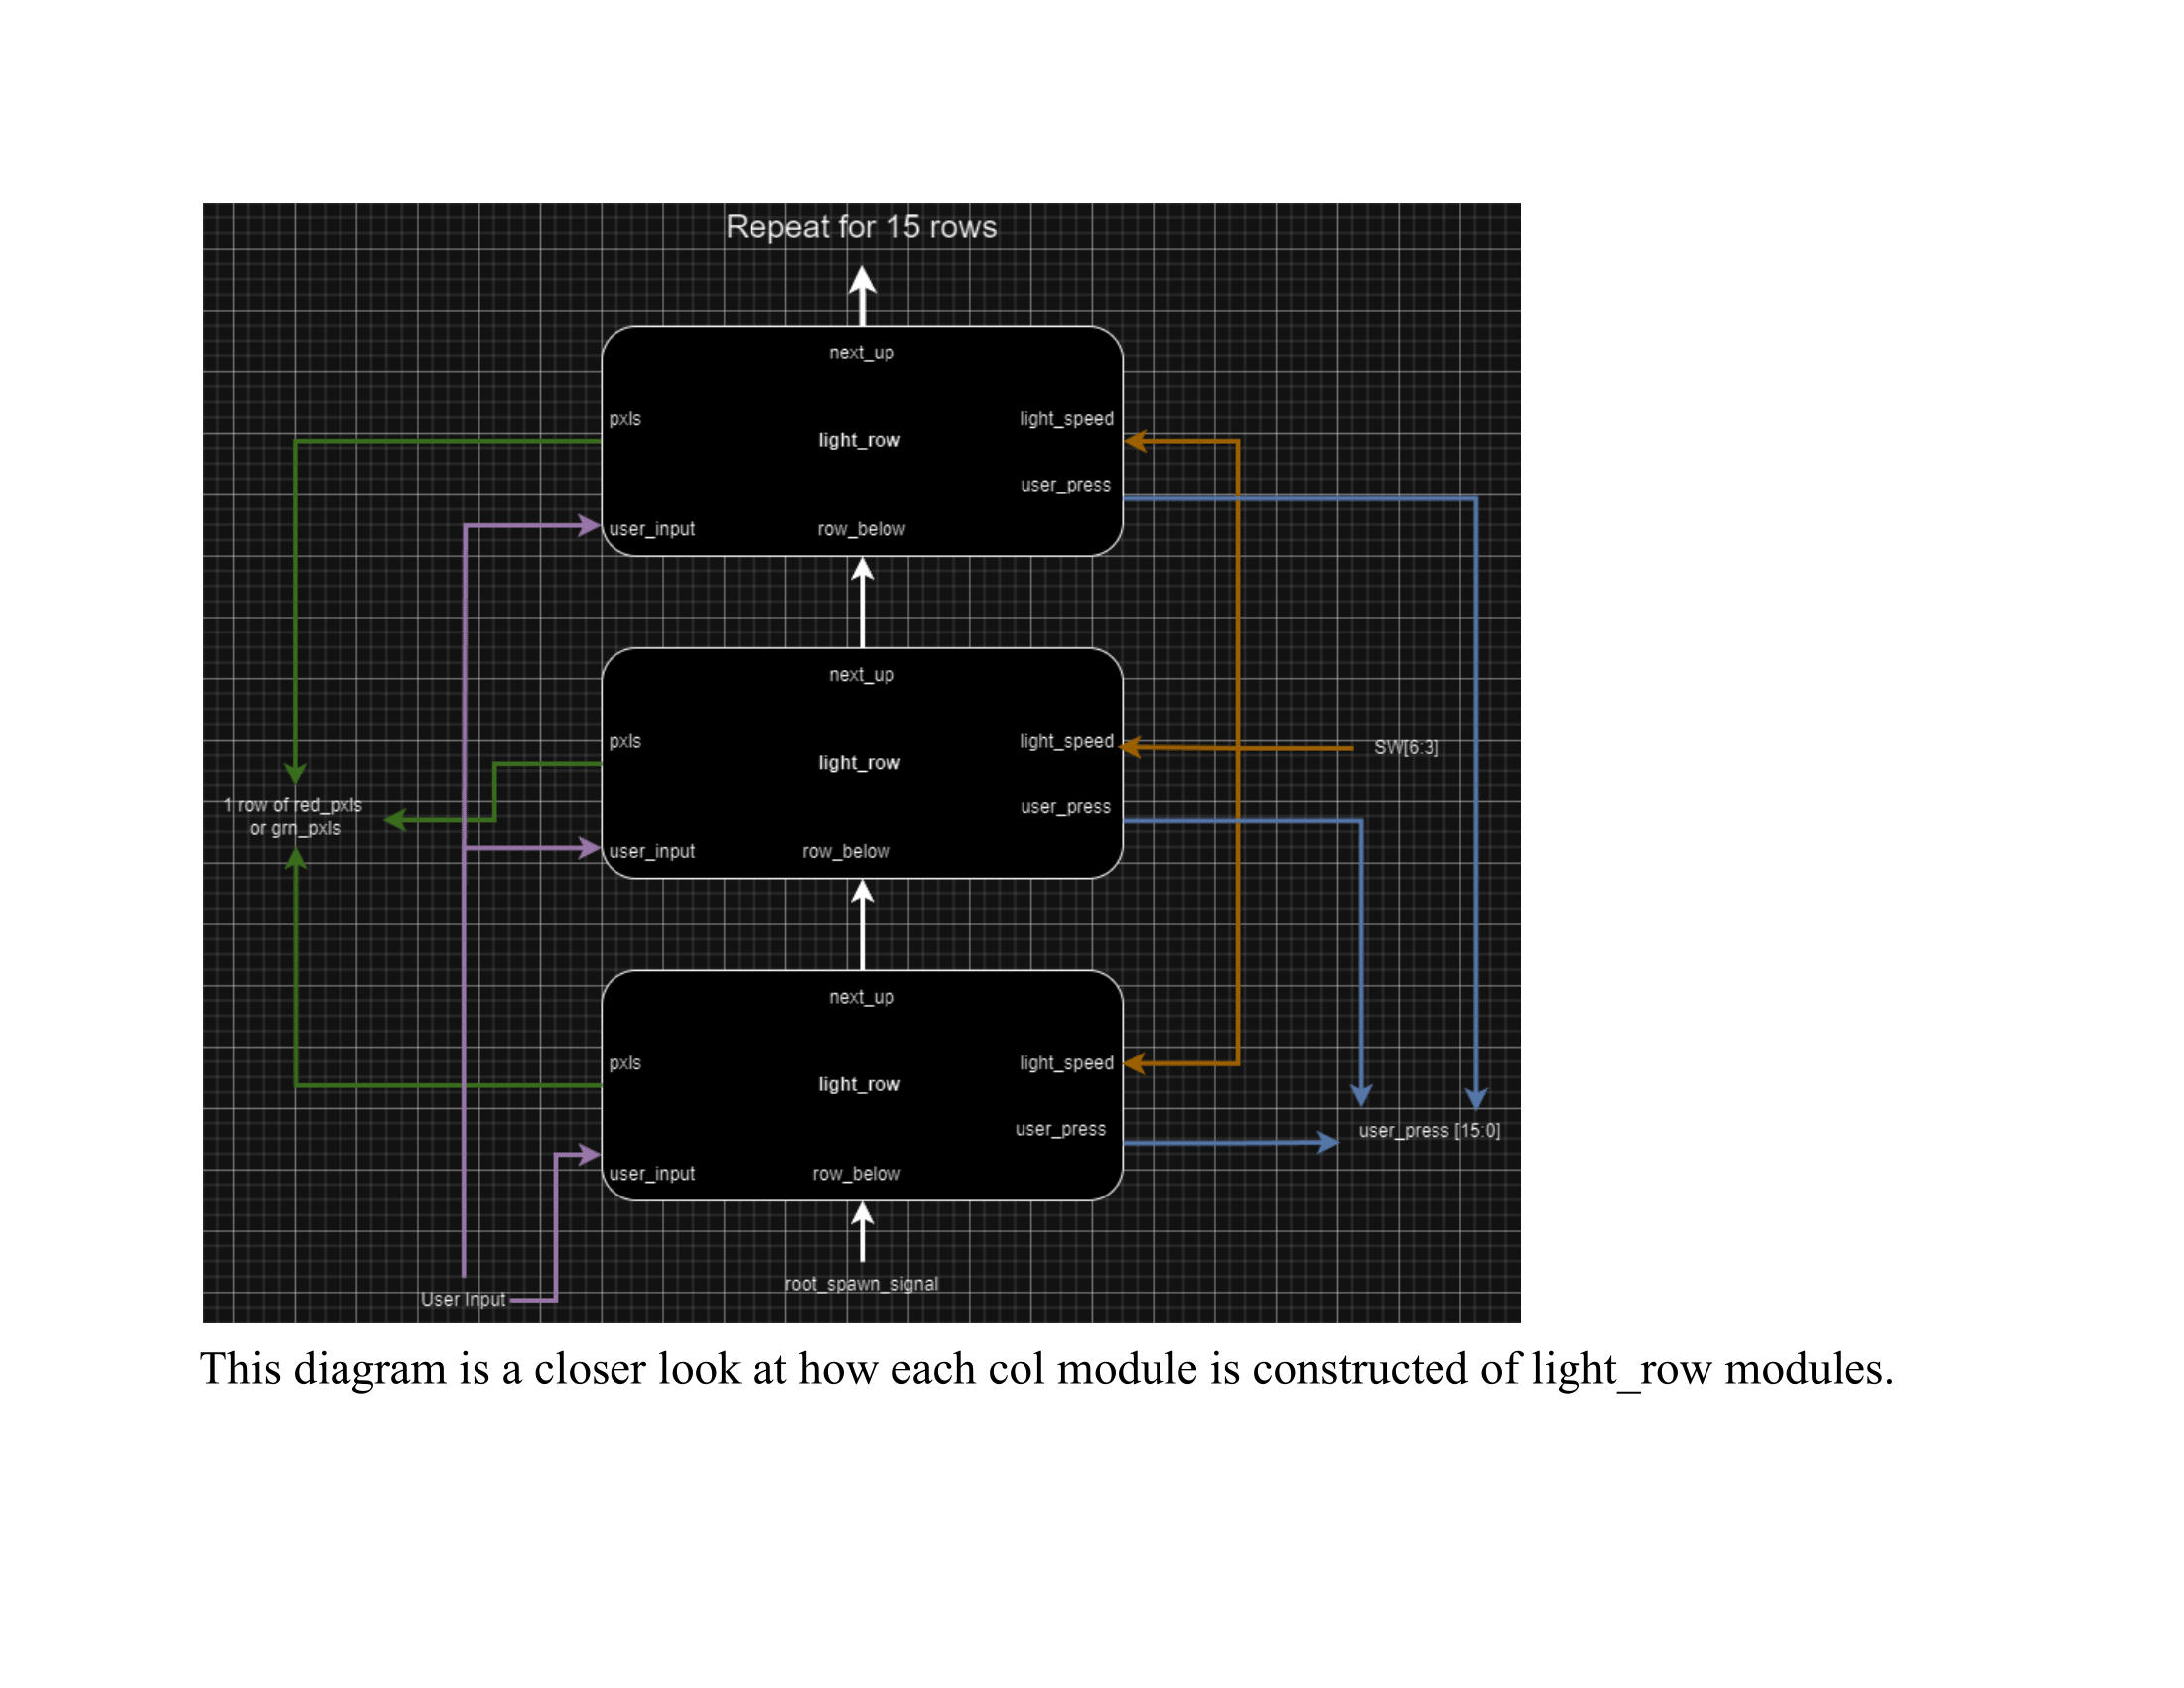 Repeat for 15 rows
next_up
pxls
light_speed
light_row
user_press
user_input
row_below
next_up
pxls
light_speed
SW[6:3]
light_row
1 row of red_pxls
or grn_pxls
user_press
user_input
row_below
next_up
pxls
light_speed
light_row
user_press
user_press [15:0]
user_input
row_below
root_spawn_signal
User Input
This diagram is a closer look at how each col module is constructed of light_row modules.